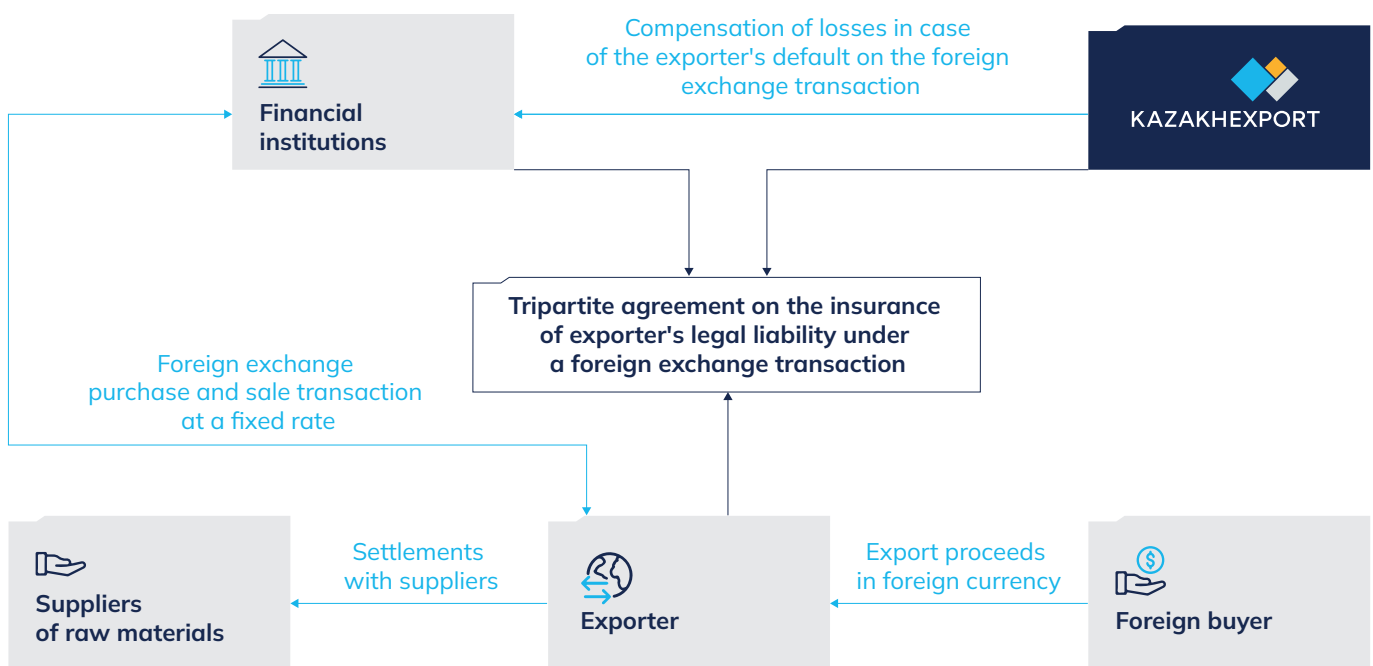 Compensation of losses in case
of the exporter's default on the foreign
exchange transaction
Financial
institutions
KAZAKHEXPORT
Tripartite agreement on the insurance
of exporter's legal liability under
a foreign exchange transaction
Foreign exchange
purchase and sale transaction
at a fixed rate
Suppliers
of raw materials
Settlements
with suppliers
Exporter
Export proceeds
in foreign currency
$
Foreign buyer